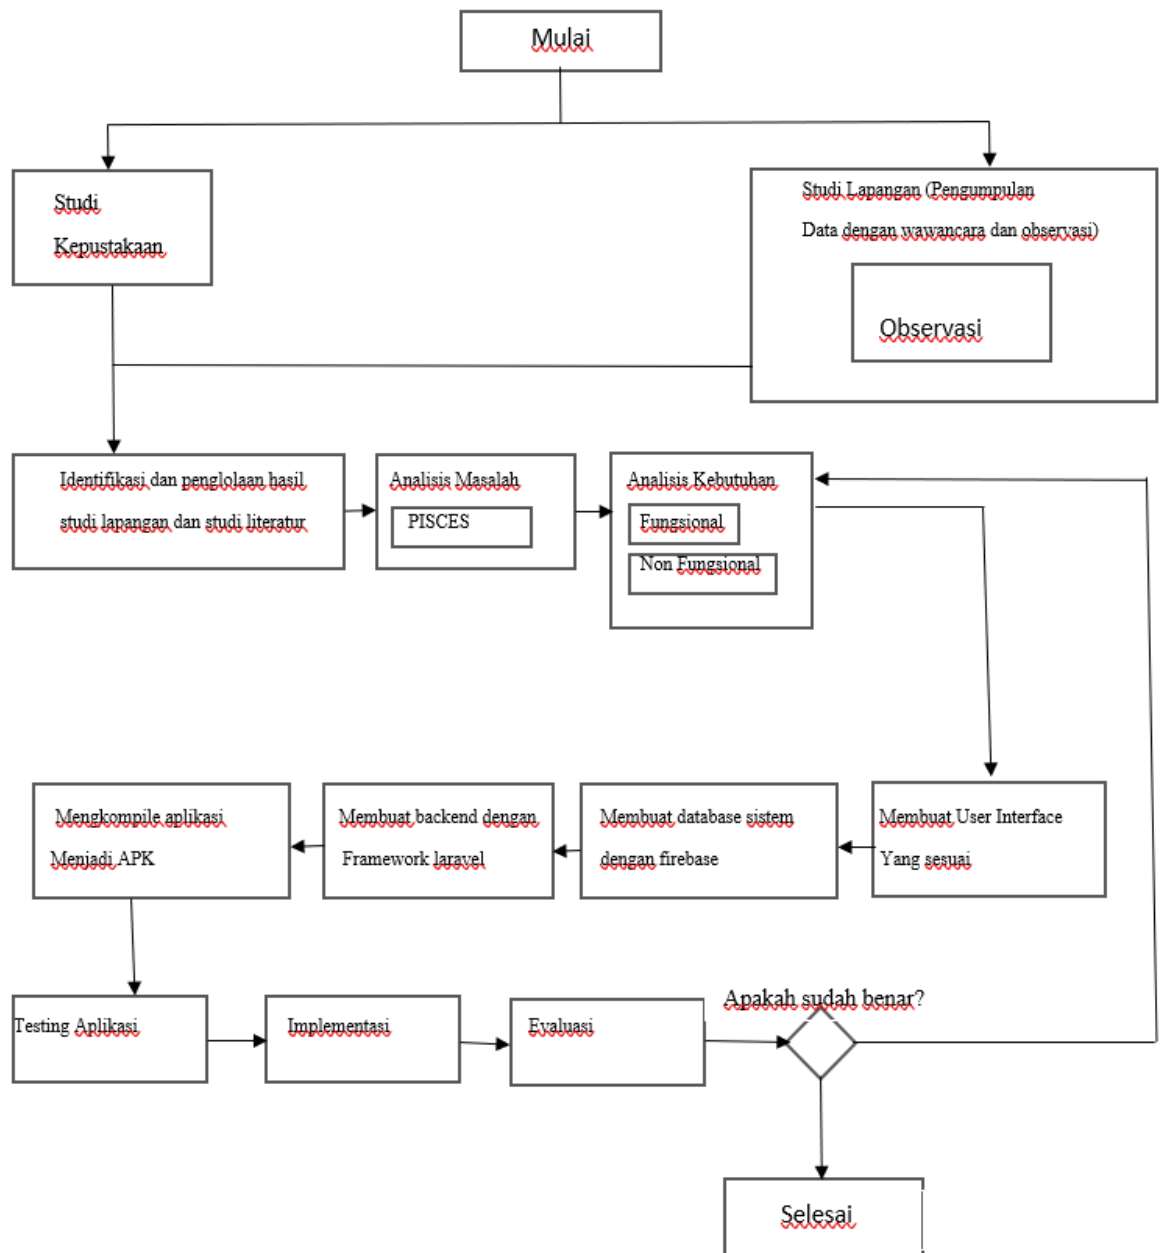 Mulai
Studi
Kepustakaan
Studi Lapangan (Pengumpulan
Data dengan wawancara dan observasi)
Observasi
Identifikasi dan penglolaan hasil
studi lapangan dan studi literatur
Analisis Masalah
PISCES
Analisis Kebutuhan
Fungsional
Non Fungsional
Mengkompile aplikasi
Menjadi APK
Membuat backend dengan
Framework laravel
Membuat database sistem
dengan firebase
Membuat User Interface
Yang sesuai
Testing Aplikasi
Implementasi
Evaluasi
Apakah sudah benar?
Selesai